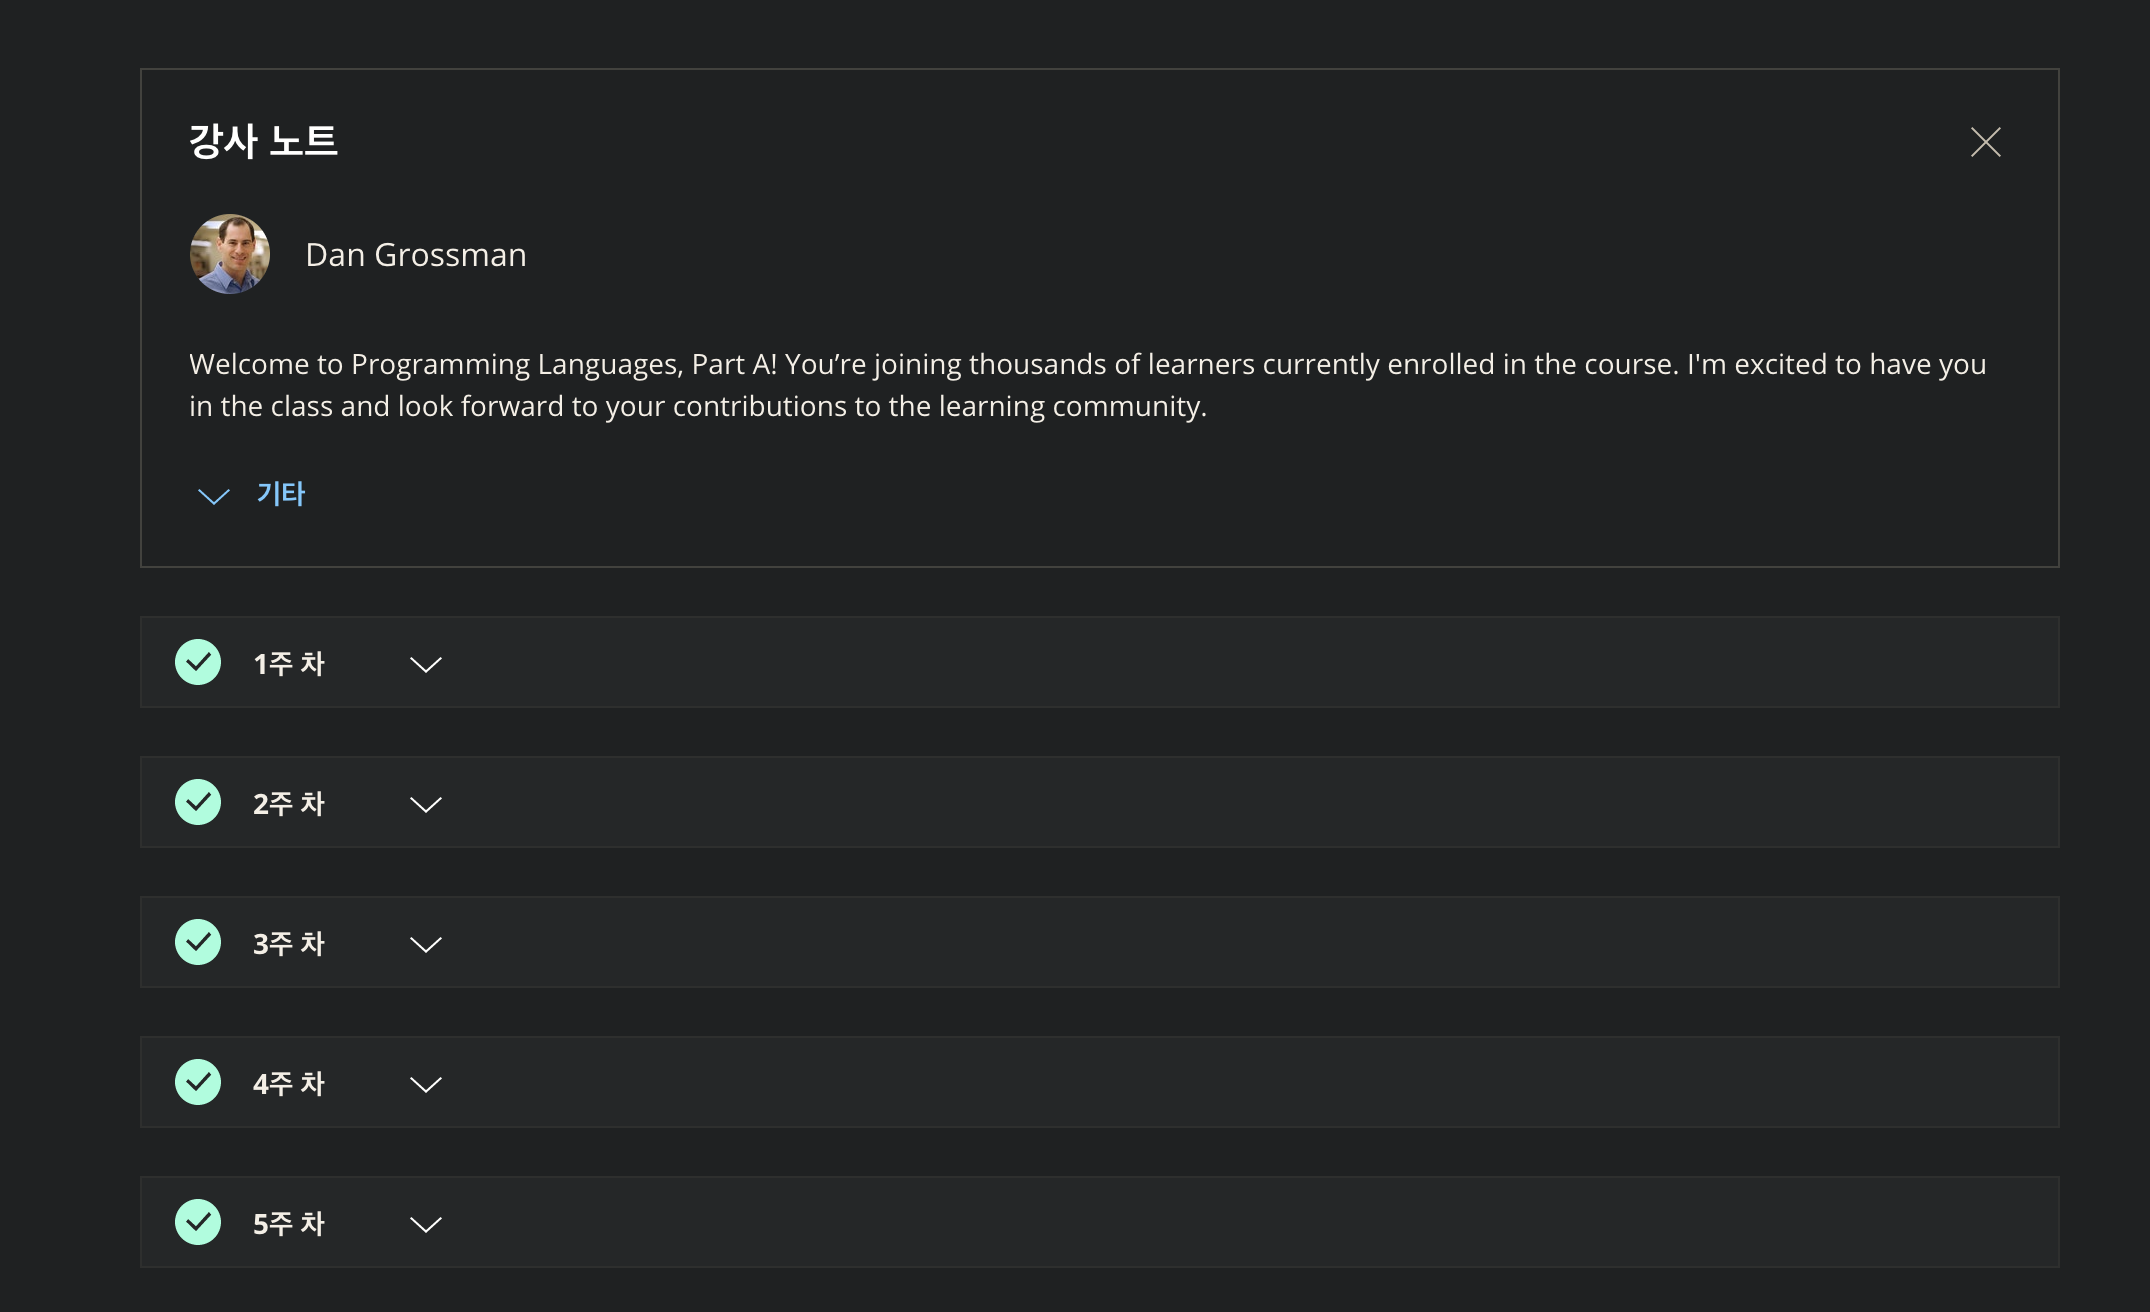 강사 노트
Dan Grossman
Welcome to Programming Languages, Part A! You’re joining thousands of learners currently enrolled in the course. I'm excited to have you
in the class and look forward to your contributions to the learning community.
기타
1주 차
2주 차
3주 차
4주 차
5주 차